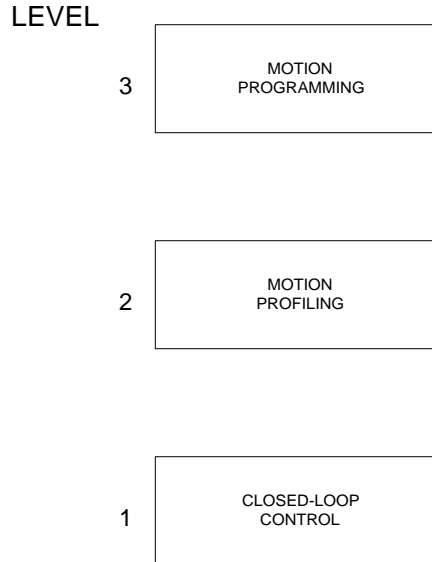 LEVEL
3
MOTION
PROGRAMMING
2
MOTION
PROFILING
1
CLOSED-LOOP
CONTROL